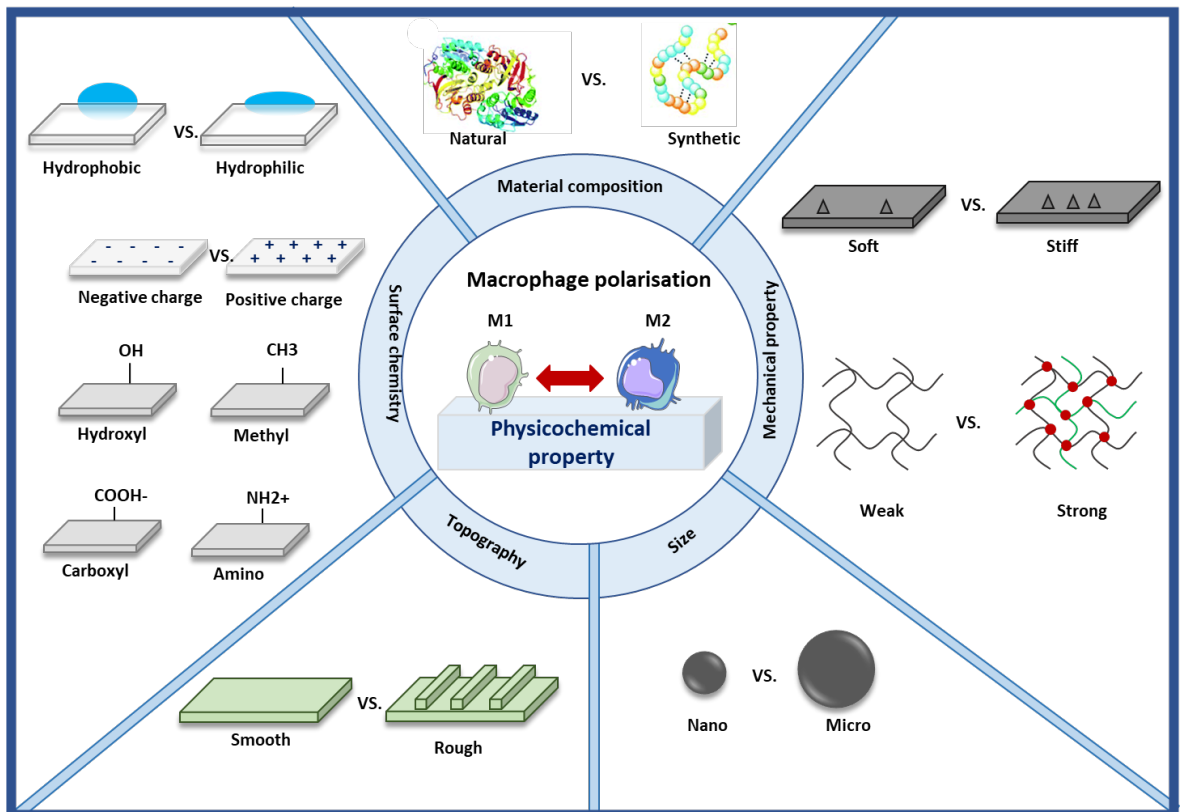 VS.
Natural
Synthetic
Material composition
VS.
Hydrophobic
Hydrophilic
- - - -
- - - -
VS.
+ + + +
+ + + +
Negative charge
Positive charge
OH
CH3
Hydroxyl
Methyl
COOH-
NH2+
Carboxyl
Amino
Surface chemistry
Macrophage polarisation
M1
M2
Physicochemical
property
Mechanical property
VS.
Soft
Stiff
VS.
Weak
Strong
Topography
Size
VS.
Smooth
Rough
VS.
Nano
Micro